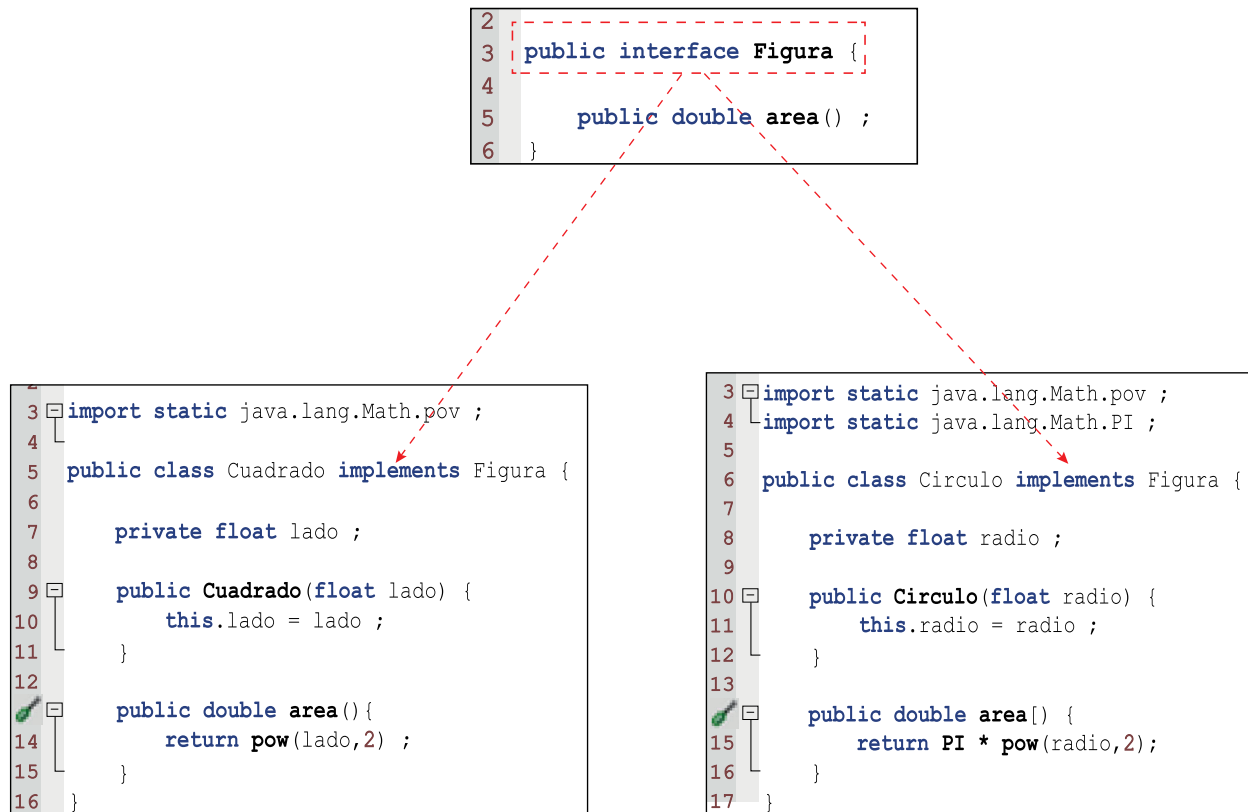 2
3 public interface Figura {
4
5 public double area() ;
6 }
3 import static java.lang.Math.pov ;
4
5 public class Cuadrado implements Figura {
6
7 private float lado ;
8
9 public Cuadrado(float lado) {
10 this.lado = lado ;
11 }
12
public double area(){
14 return pow(lado,2) ;
15 }
16 }
3 import static java.lang.Math.pov ;
4 import static java.lang.Math.PI ;
5
6 public class Circulo implements Figura {
7
8 private float radio ;
9
10 public Circulo(float radio) {
11 this.radio = radio ;
12 }
13
public double area[) {
15 return PI * pow(radio,2);
16 }
17 }